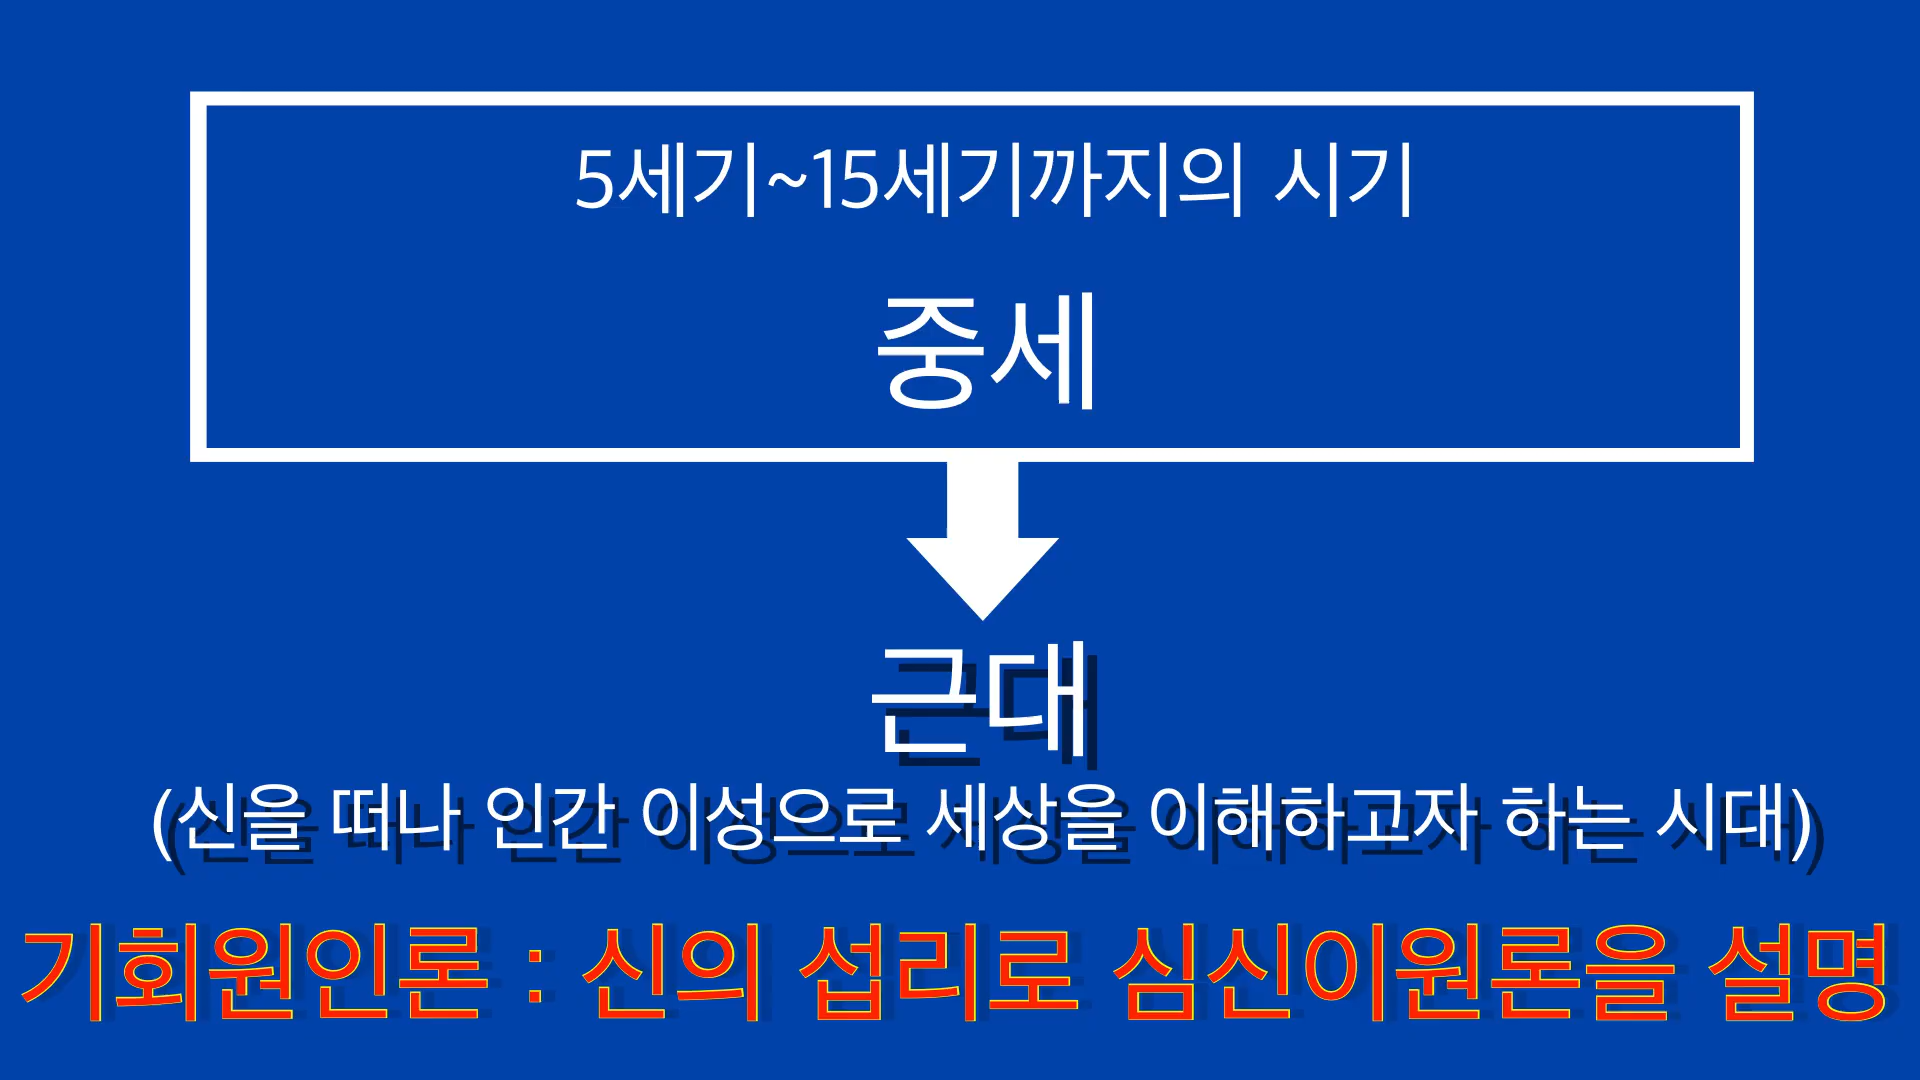 5세기~15세기까지의 시기
중세
근대
(신을 떠나 인간 이성으로 세상을 이해하고자 하는 시대)
기회원인론 : 신의 섭리로 심신이원론을 설명